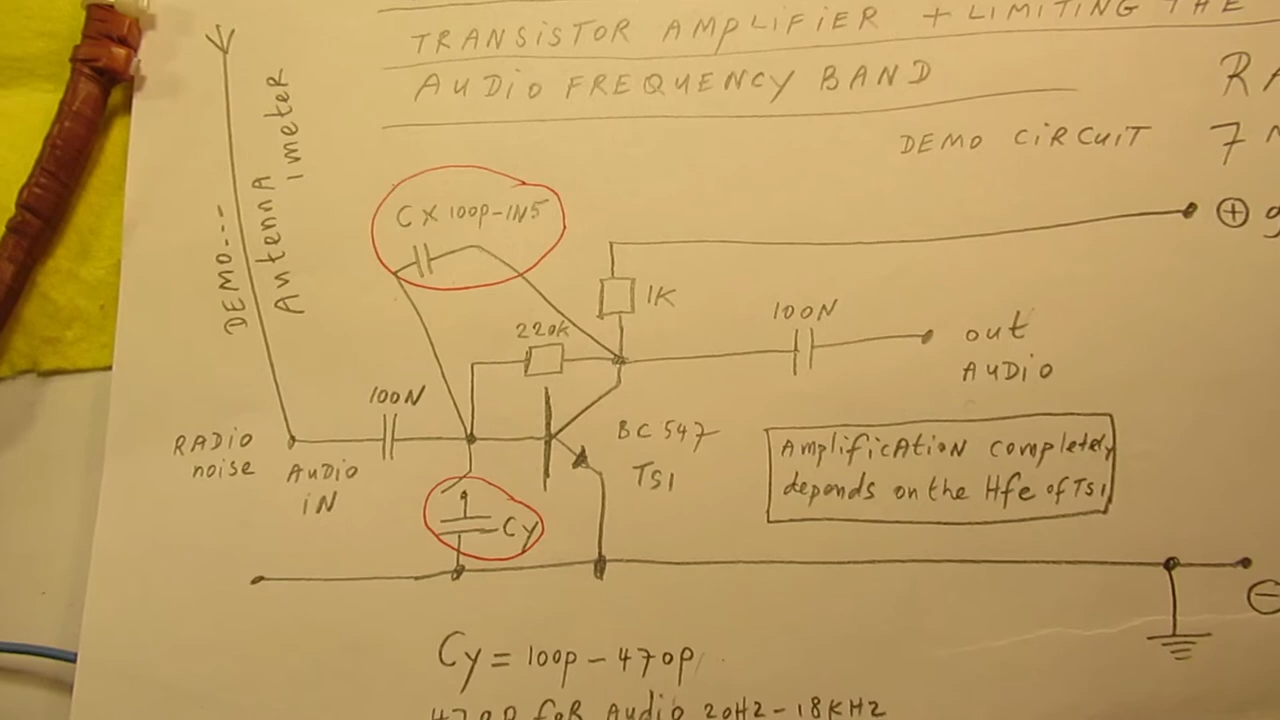 TRANSISTOR AMPLIFIER + LIMITING THE
AUDIO FREQUENCY BAND
DEMO CIRCUIT 7
DEMO... AntennA 1meteR
CX 100p-1N5
+
1K
220K
100N
out
AUDIO
100N
RADIO
noise
AUDIO
iN
BC 547
TS1
AmplificAtion completely
depends on the Hfe of TS1
Cy
-
Cy = 100p - 470p
470p foR AUDIO 20HZ - 18KHZ